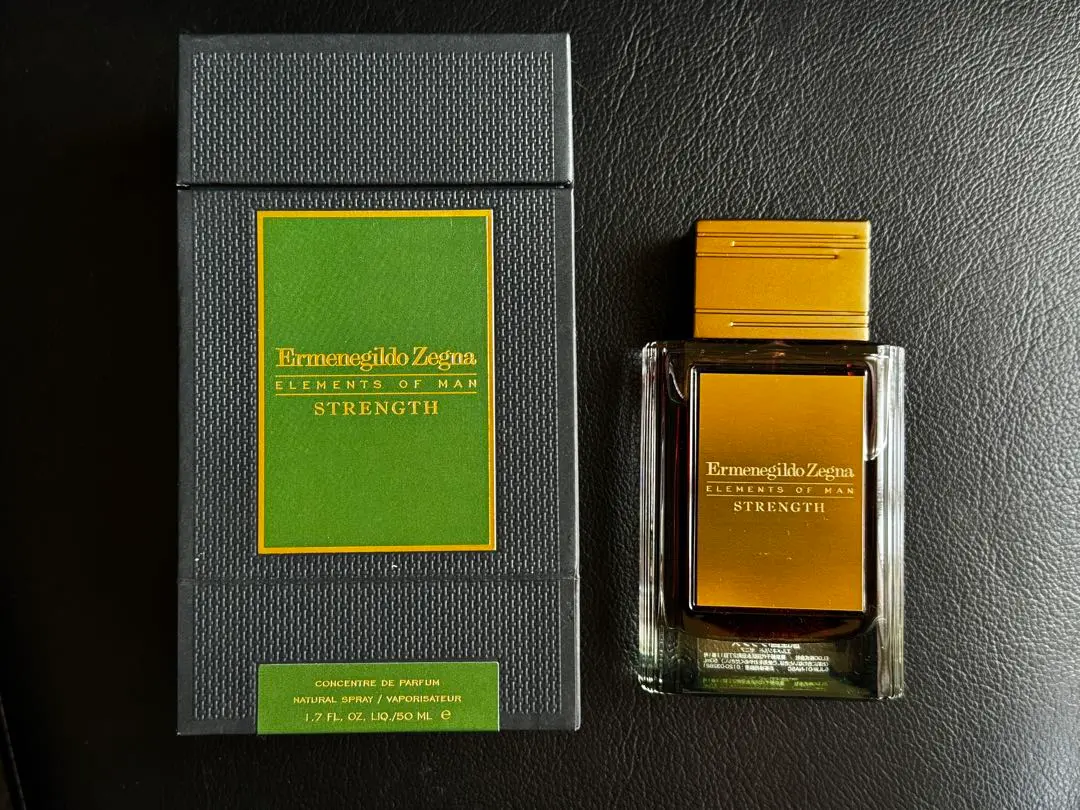 Ermenegildo Zegna
ELEMENTS OF MAN
STRENGTH
CONCENTRE DE PARFUM
NATURAL SPRAY / VAPORISATEUR
1.7 FL. OZ. LIQ./50 ML ℮
Ermenegildo Zegna
ELEMENTS OF MAN
STRENGTH